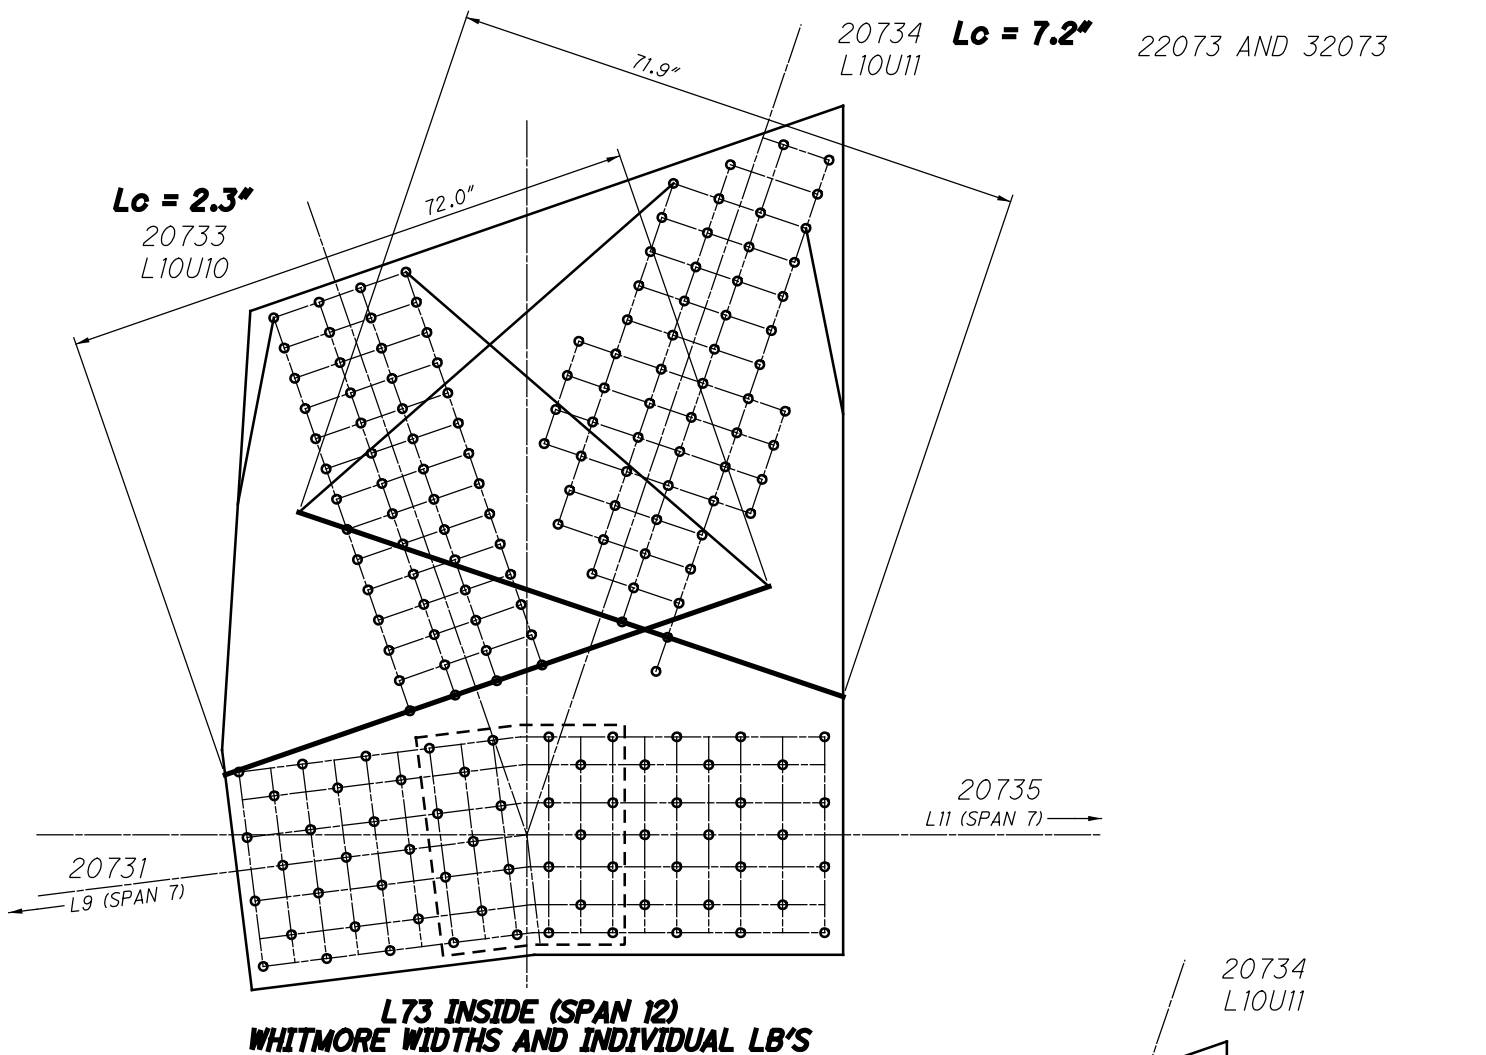 20734
L10U11
Lc = 7.2"
22073 AND 32073
71.9"
72.0"
Lc = 2.3"
20733
L10U10
20735
L11 (SPAN 7)
20731
L9 (SPAN 7)
L73 INSIDE (SPAN 12)
WHITMORE WIDTHS AND INDIVIDUAL LB'S
20734
L10U11